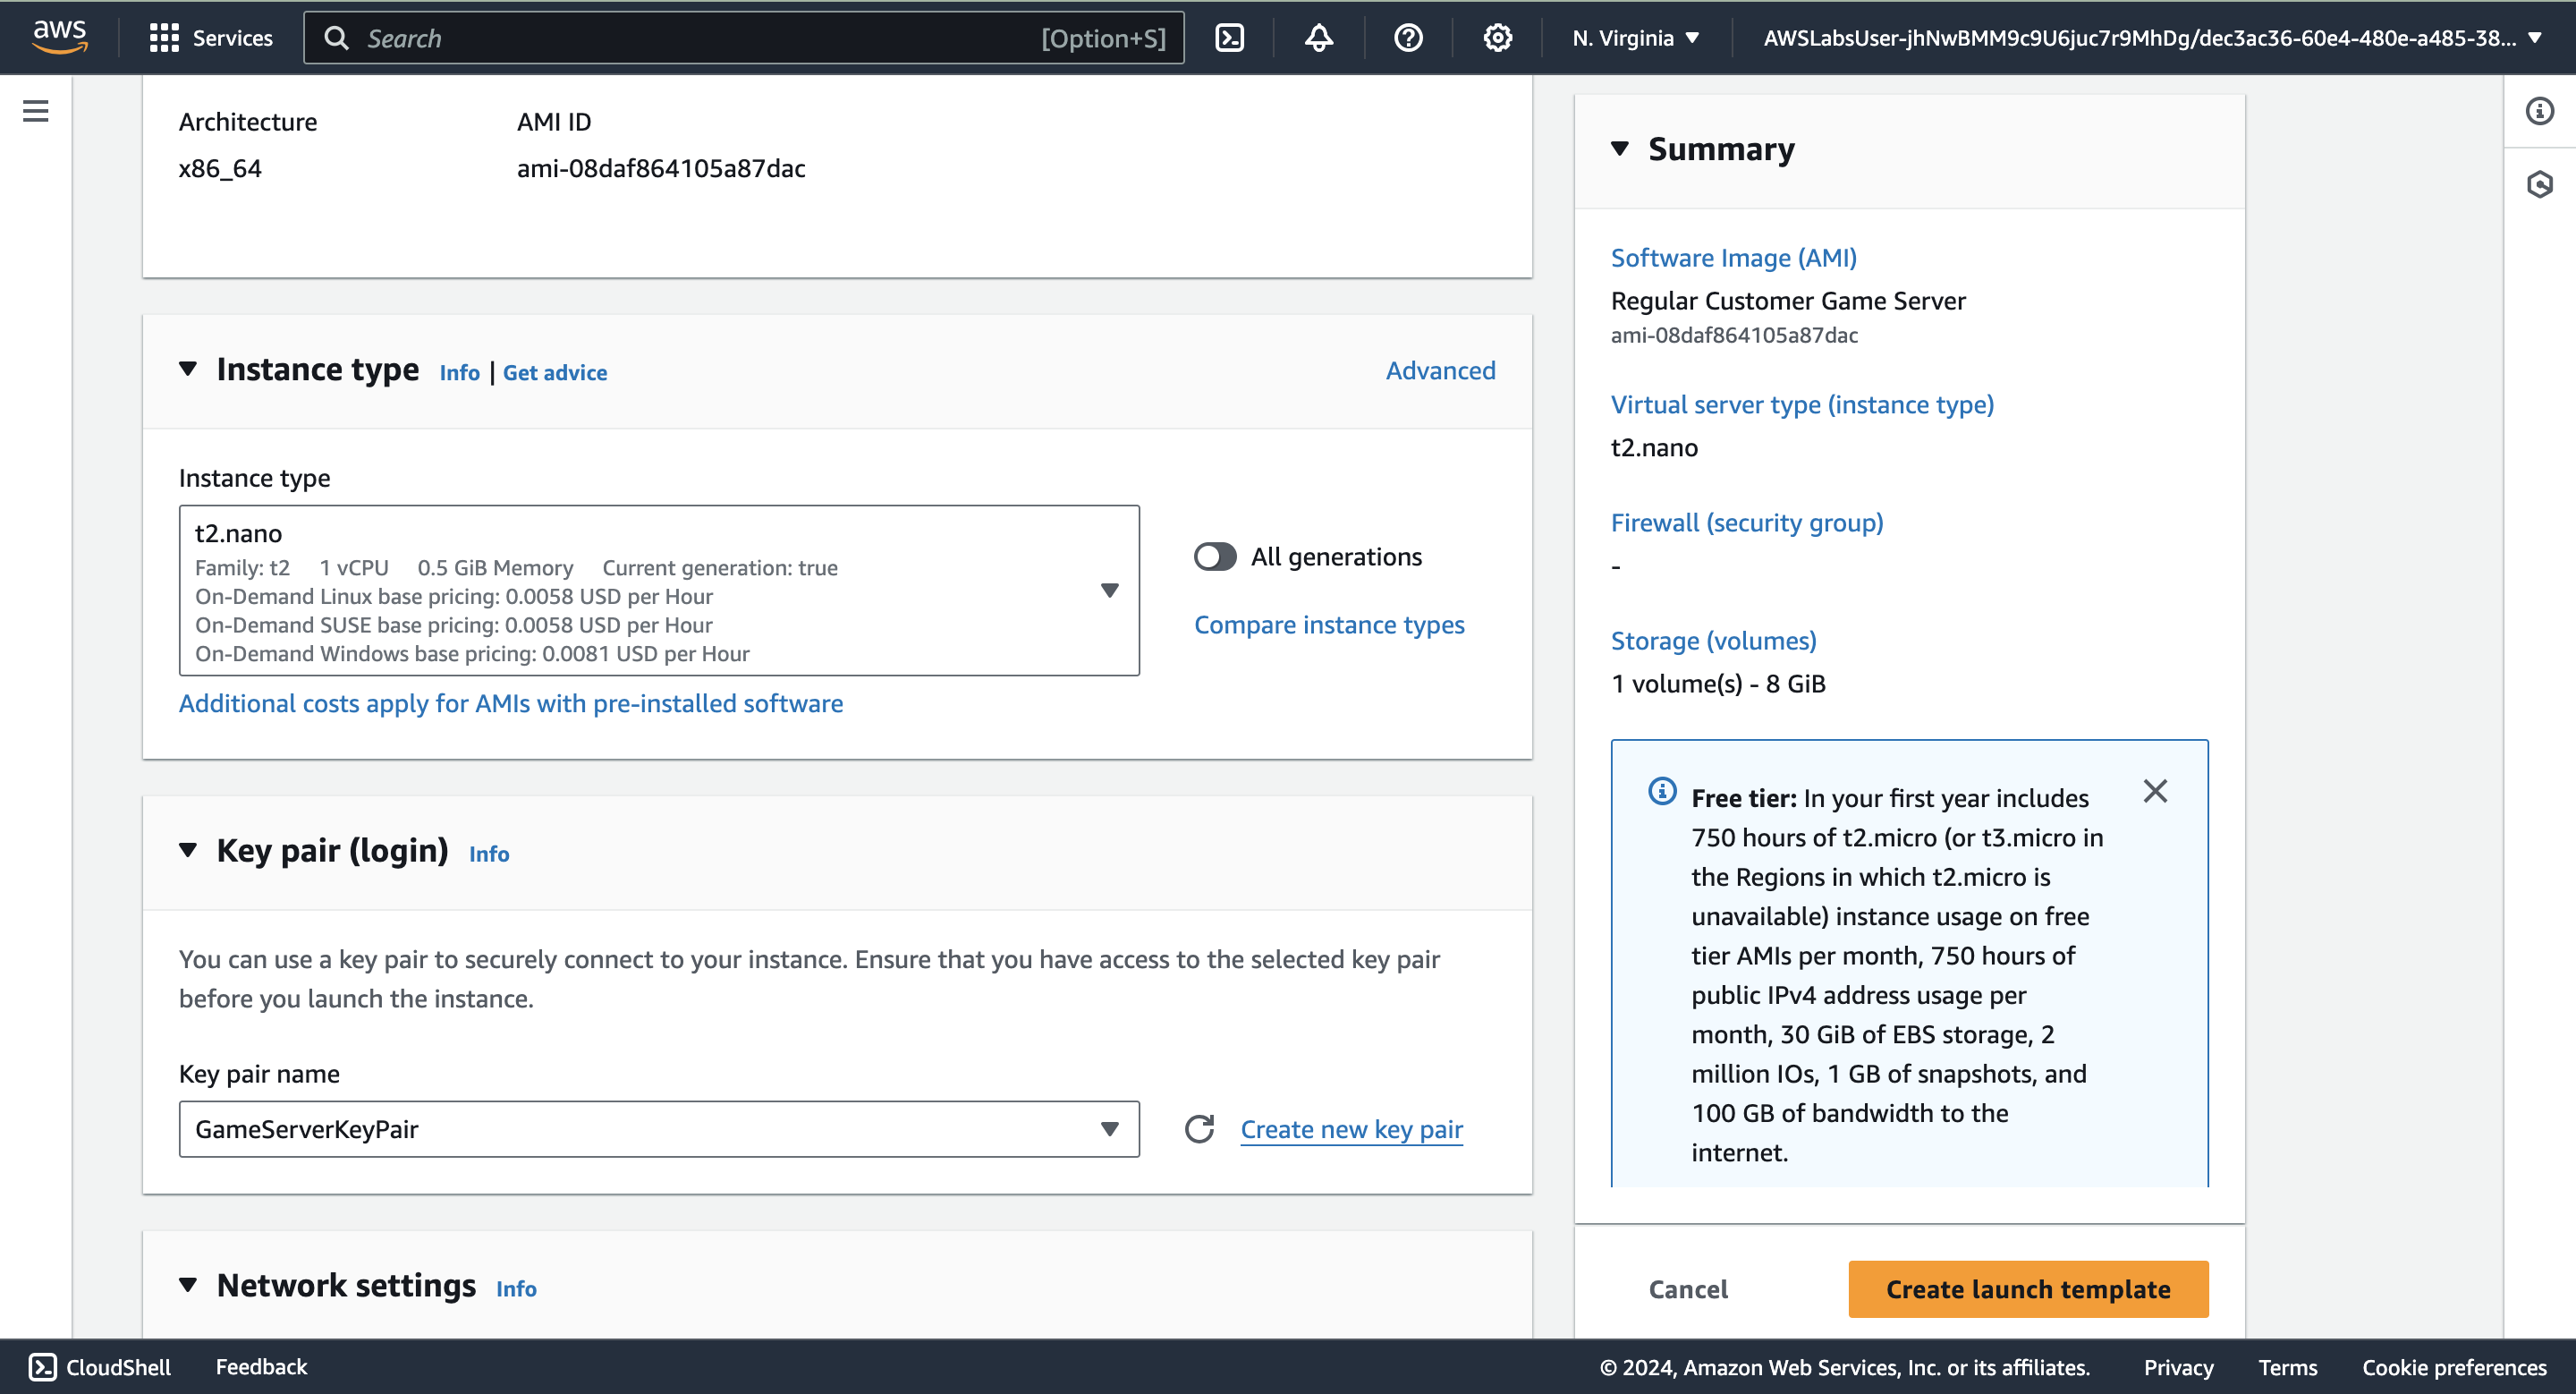 aws
Services
Search
[Option+S]
N. Virginia
AWSLabsUser-jhNwBMM9c9U6juc7r9MhDg/dec3ac36-60e4-480e-a485-38...
Architecture
x86_64
AMI ID
ami-08daf864105a87dac
Instance type
Info | Get advice
Advanced
Instance type
t2.nano
Family: t2 1 vCPU 0.5 GiB Memory Current generation: true
On-Demand Linux base pricing: 0.0058 USD per Hour
On-Demand SUSE base pricing: 0.0058 USD per Hour
On-Demand Windows base pricing: 0.0081 USD per Hour
All generations
Compare instance types
Additional costs apply for AMIs with pre-installed software
Key pair (login)
Info
You can use a key pair to securely connect to your instance. Ensure that you have access to the selected key pair
before you launch the instance.
Key pair name
GameServerKeyPair
Create new key pair
Network settings
Info
Summary
Software Image (AMI)
Regular Customer Game Server
ami-08daf864105a87dac
Virtual server type (instance type)
t2.nano
Firewall (security group)
-
Storage (volumes)
1 volume(s) - 8 GiB
Free tier: In your first year includes
750 hours of t2.micro (or t3.micro in
the Regions in which t2.micro is
unavailable) instance usage on free
tier AMIs per month, 750 hours of
public IPv4 address usage per
month, 30 GiB of EBS storage, 2
million IOs, 1 GB of snapshots, and
100 GB of bandwidth to the
internet.
Cancel
Create launch template
CloudShell
Feedback
© 2024, Amazon Web Services, Inc. or its affiliates.
Privacy
Terms
Cookie preferences